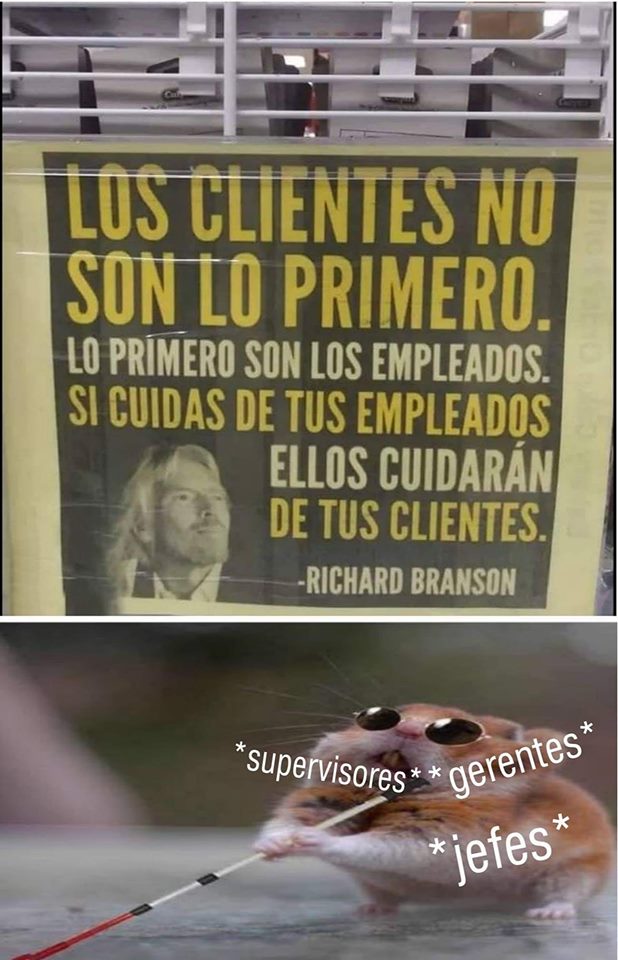 LOS CLIENTES NO
SON LO PRIMERO.
LO PRIMERO SON LOS EMPLEADOS.
SI CUIDAS DE TUS EMPLEADOS
ELLOS CUIDARÁN
DE TUS CLIENTES.
-RICHARD BRANSON
*supervisores* *gerentes*
*jefes*